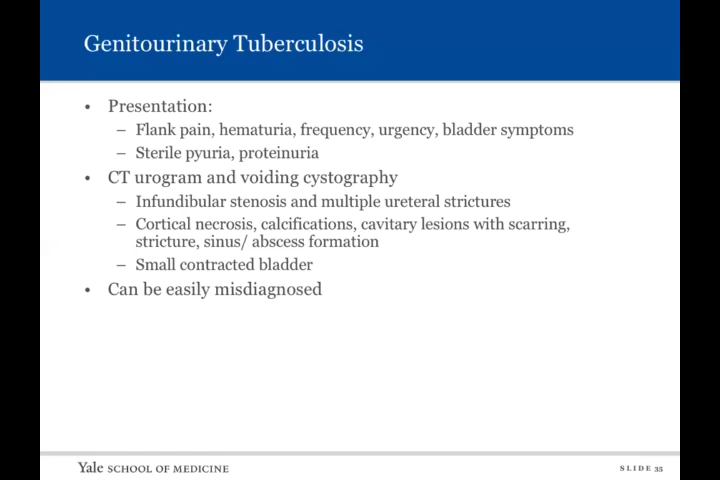 Genitourinary Tuberculosis
• Presentation:
– Flank pain, hematuria, frequency, urgency, bladder symptoms
– Sterile pyuria, proteinuria
• CT urogram and voiding cystography
– Infundibular stenosis and multiple ureteral strictures
– Cortical necrosis, calcifications, cavitary lesions with scarring,
stricture, sinus/ abscess formation
– Small contracted bladder
• Can be easily misdiagnosed
Yale SCHOOL OF MEDICINE
SLIDE 35